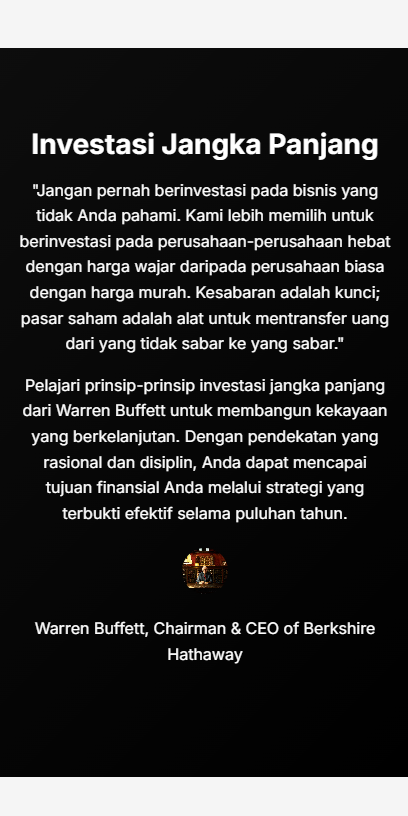 Investasi Jangka Panjang
"Jangan pernah berinvestasi pada bisnis yang
tidak Anda pahami. Kami lebih memilih untuk
berinvestasi pada perusahaan-perusahaan hebat
dengan harga wajar daripada perusahaan biasa
dengan harga murah. Kesabaran adalah kunci;
pasar saham adalah alat untuk mentransfer uang
dari yang tidak sabar ke yang sabar."
Pelajari prinsip-prinsip investasi jangka panjang
dari Warren Buffett untuk membangun kekayaan
yang berkelanjutan. Dengan pendekatan yang
rasional dan disiplin, Anda dapat mencapai
tujuan finansial Anda melalui strategi yang
terbukti efektif selama puluhan tahun.
Warren Buffett, Chairman & CEO of Berkshire
Hathaway